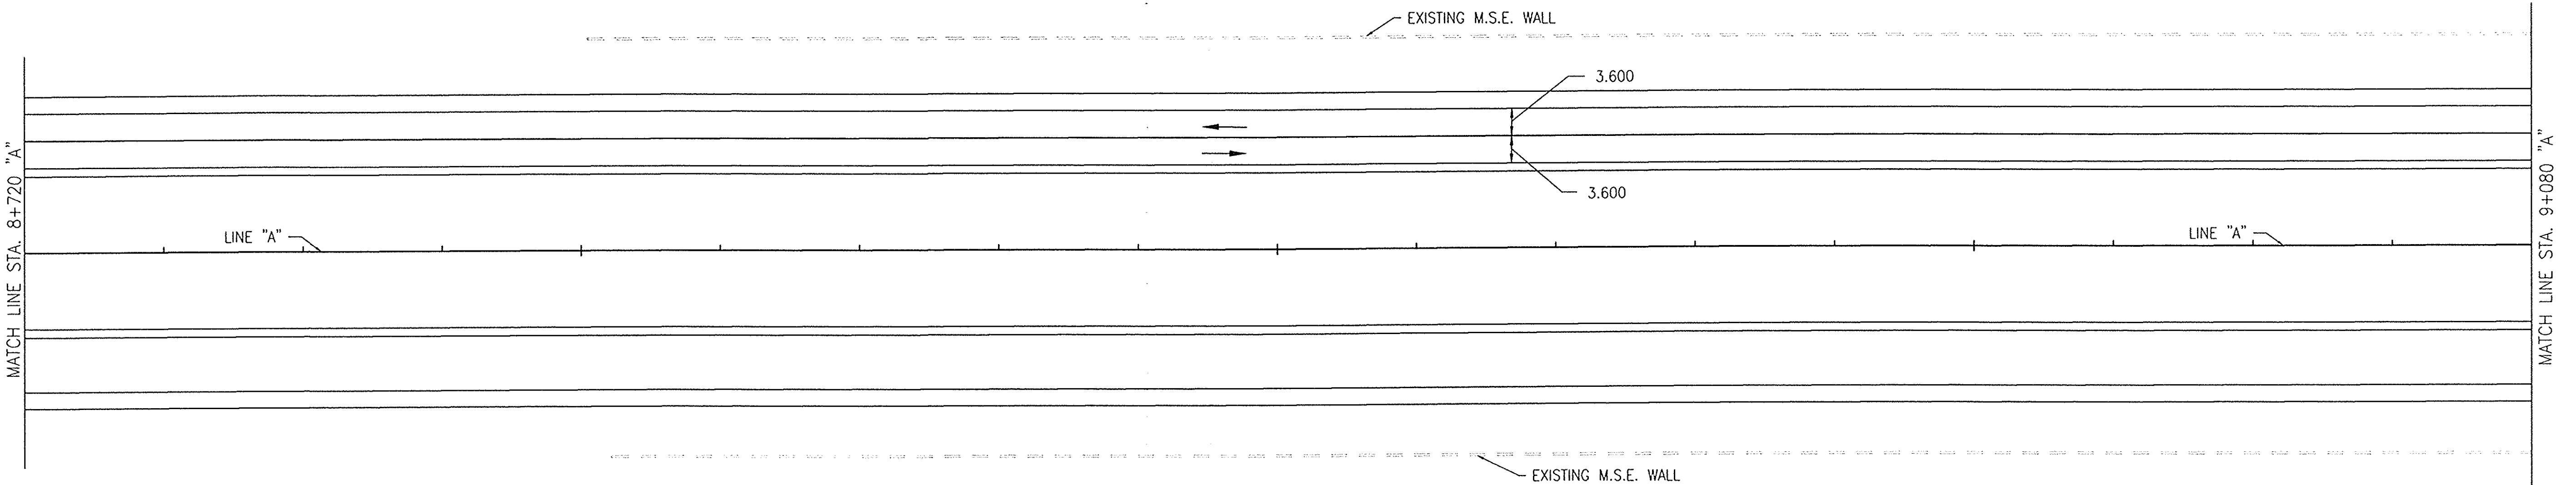 EXISTING M.S.E. WALL
3.600
3.600
MATCH LINE STA. 8+720 "A"
LINE "A"
LINE "A"
MATCH LINE STA. 9+080 "A"
EXISTING M.S.E. WALL